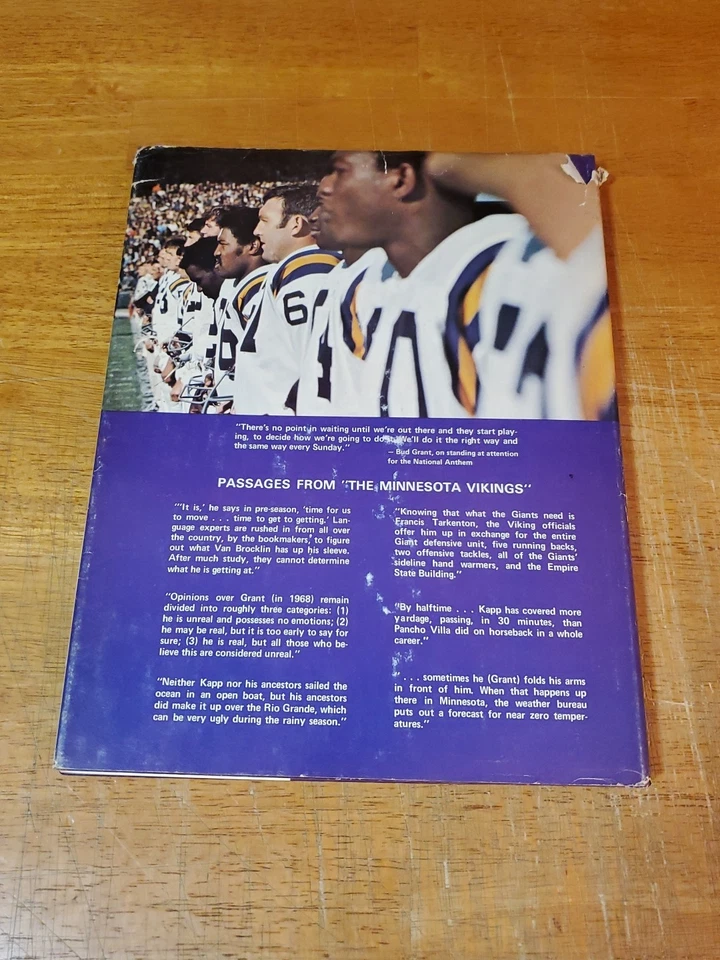 6
"There's no point in waiting until we're out there and they start play-
ing, to decide how we're going to do it. We'll do it the right way and
the same way every Sunday."
— Bud Grant, on standing at attention
for the National Anthem
PASSAGES FROM "THE MINNESOTA VIKINGS"
"'It is,' he says in pre-season, 'time for us
to move . . . time to get to getting.' Lan-
guage experts are rushed in from all over
the country, by the bookmakers, to figure
out what Van Brocklin has up his sleeve.
After much study, they cannot determine
what he is getting at."
"Opinions over Grant (in 1968) remain
divided into roughly three categories: (1)
he is unreal and possesses no emotions; (2)
he may be real, but it is too early to say for
sure; (3) he is real, but all those who be-
lieve this are considered unreal."
"Neither Kapp nor his ancestors sailed the
ocean in an open boat, but his ancestors
did make it up over the Rio Grande, which
can be very ugly during the rainy season."
"Knowing that what the Giants need is
Francis Tarkenton, the Viking officials
offer him up in exchange for the entire
Giant defensive unit, five running backs,
two offensive tackles, all of the Giants'
sideline hand warmers, and the Empire
State Building."
"By halftime . . . Kapp has covered more
yardage, passing, in 30 minutes, than
Pancho Villa did on horseback in a whole
career."
" . . . sometimes he (Grant) folds his arms
in front of him. When that happens up
there in Minnesota, the weather bureau
puts out a forecast for near zero temper-
atures."